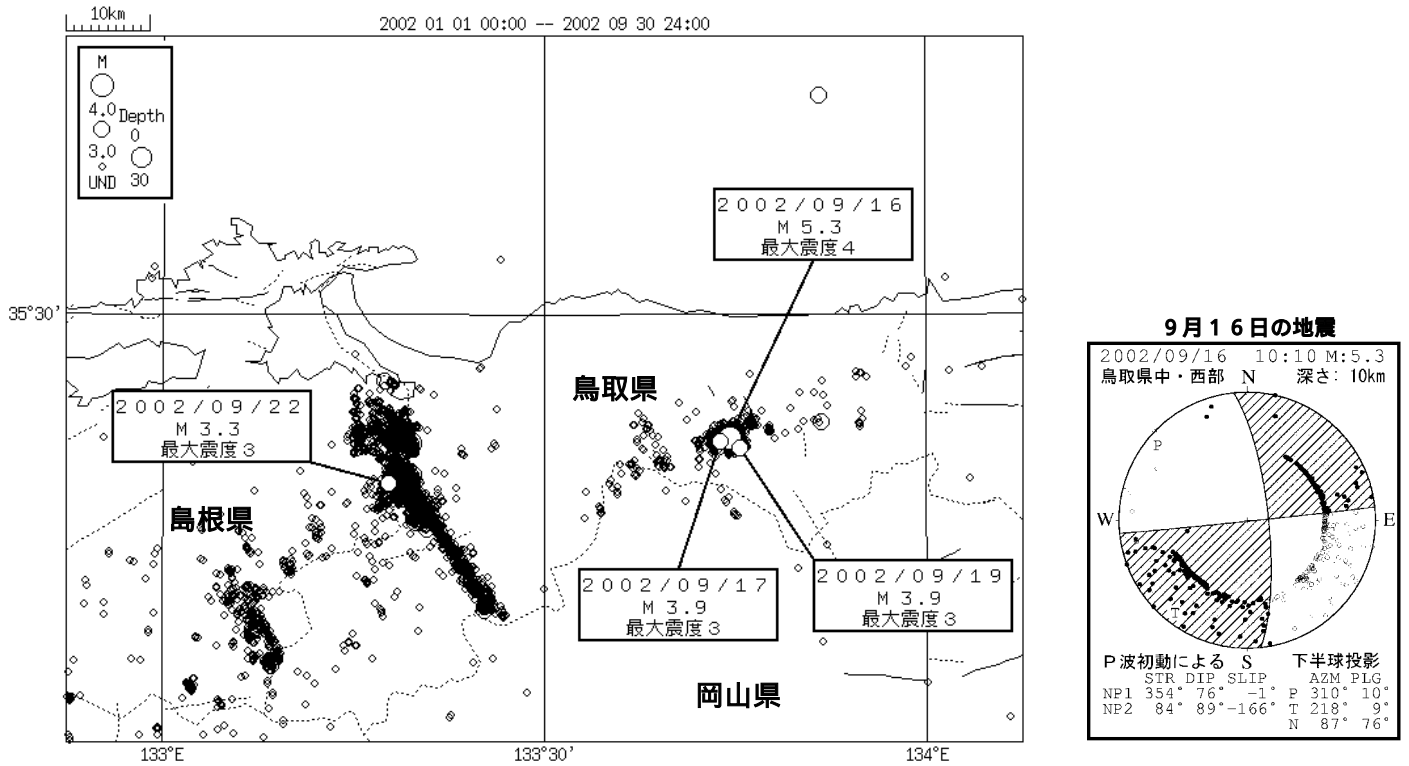 10km
2002 01 01 00:00 -- 2002 09 30 24:00
M
4.0
Depth
0
3.0
UND 30
2002/09/16
M 5.3
最大震度4
35°30'
2002/09/22
M 3.3
最大震度3
鳥取県
島根県
2002/09/17
M 3.9
最大震度3
2002/09/19
M 3.9
最大震度3
岡山県
133°E
133°30'
134°E
9月16日の地震
2002/09/16 10:10 M:5.3
鳥取県中・西部 N 深さ: 10km
P
W
E
T
P波初動による S 下半球投影
STR DIP SLIP AZM PLG
NP1 354° 76° -1° P 310° 10°
NP2 84° 89° -166° T 218° 9°
N 87° 76°